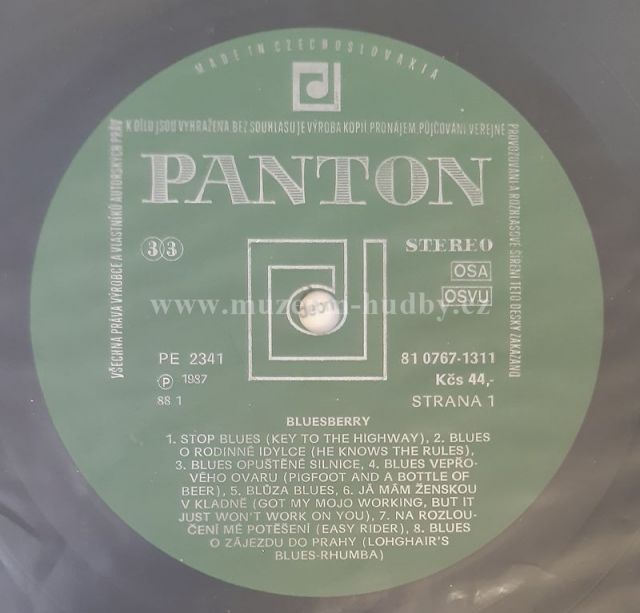 MADE IN CZECHOSLOVAKIA
VŠECHNA PRÁVA VÝROBCE A VLASTNÍKŮ AUTORSKÝCH PRÁV
K DÍLU JSOU VYHRAŽENA. BEZ SOUHLASU JE VÝROBA KOPIÍ, PRONÁJEM, PŮJČOVÁNÍ VEŘEJNÉ
PROVOZOVÁNÍ A ROZHLASOVÉ ŠÍŘENÍ TÉTO DESKY ZAKÁZÁNO
PANTON
33
STEREO
OSA
OSVU
www.muzeum-hudby.cz
PE 2341
81 0767-1311
Ⓟ 1987
Kčs 44,-
88 1
STRANA 1
BLUESBERRY
1. STOP BLUES (KEY TO THE HIGHWAY), 2. BLUES
O RODINNÉ IDYLCE (HE KNOWS THE RULES),
3. BLUES OPUŠTĚNÉ SILNICE, 4. BLUES VEPŘO-
VÉHO OVARU (PIGFOOT AND A BOTTLE OF
BEER), 5. BLŮZA BLUES, 6. JÁ MÁM ŽENSKOU
V KLADNĚ (GOT MY MOJO WORKING, BUT IT
JUST WON'T WORK ON YOU), 7. NA ROZLOU-
ČENÍ MÉ POTĚŠENÍ (EASY RIDER), 8. BLUES
O ZÁJEZDU DO PRAHY (LOHGHAIR'S
BLUES-RHUMBA)